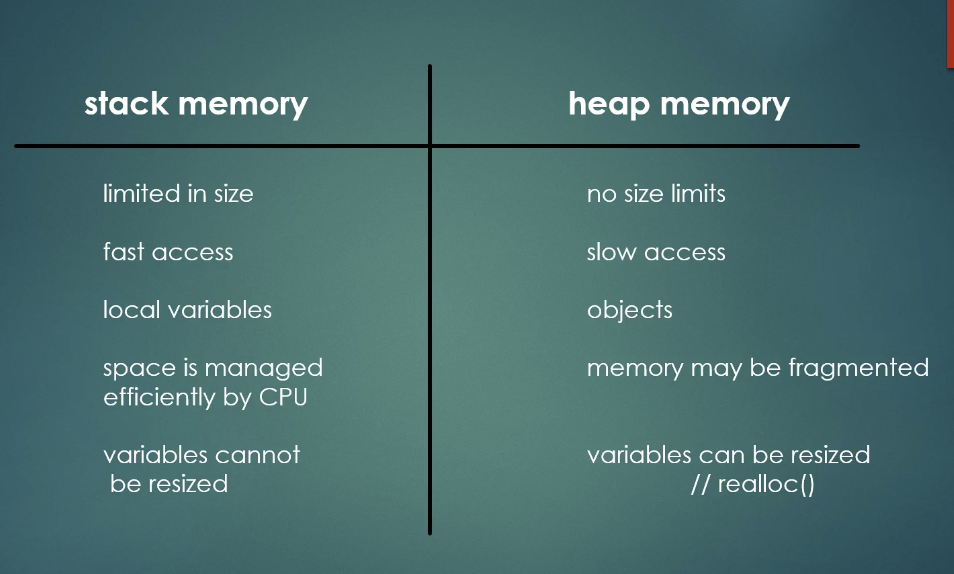 stack memory
heap memory
limited in size
no size limits
fast access
slow access
local variables
objects
space is managed
efficiently by CPU
memory may be fragmented
variables cannot
be resized
variables can be resized
// realloc()